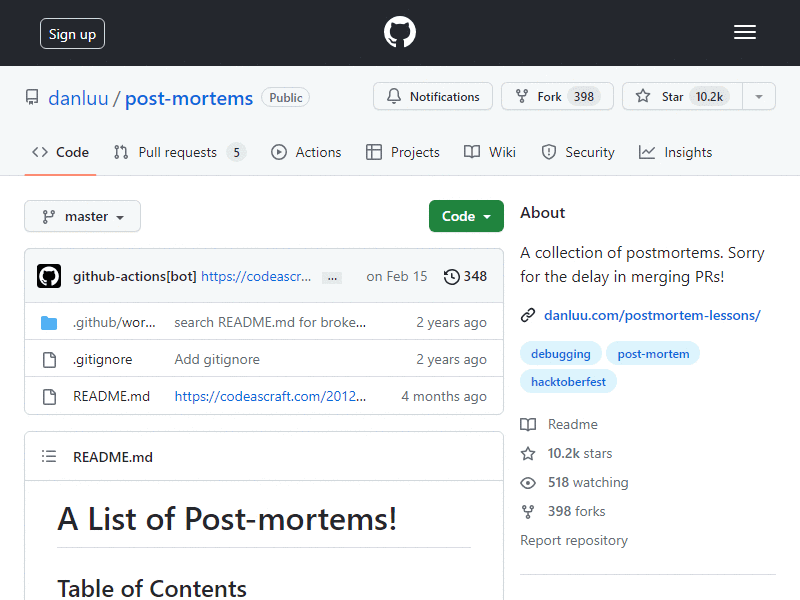 Sign up
danluu / post-mortems Public
Notifications
Fork 398
Star 10.2k
Code
Pull requests 5
Actions
Projects
Wiki
Security
Insights
master
Code
github-actions[bot] https://codeascr... ... on Feb 15 348
.github/wor... search README.md for broke... 2 years ago
.gitignore Add gitignore 2 years ago
README.md https://codeascraft.com/2012... 4 months ago
README.md
A List of Post-mortems!
Table of Contents
About
A collection of postmortems. Sorry
for the delay in merging PRs!
danluu.com/postmortem-lessons/
debugging post-mortem
hacktoberfest
Readme
10.2k stars
518 watching
398 forks
Report repository